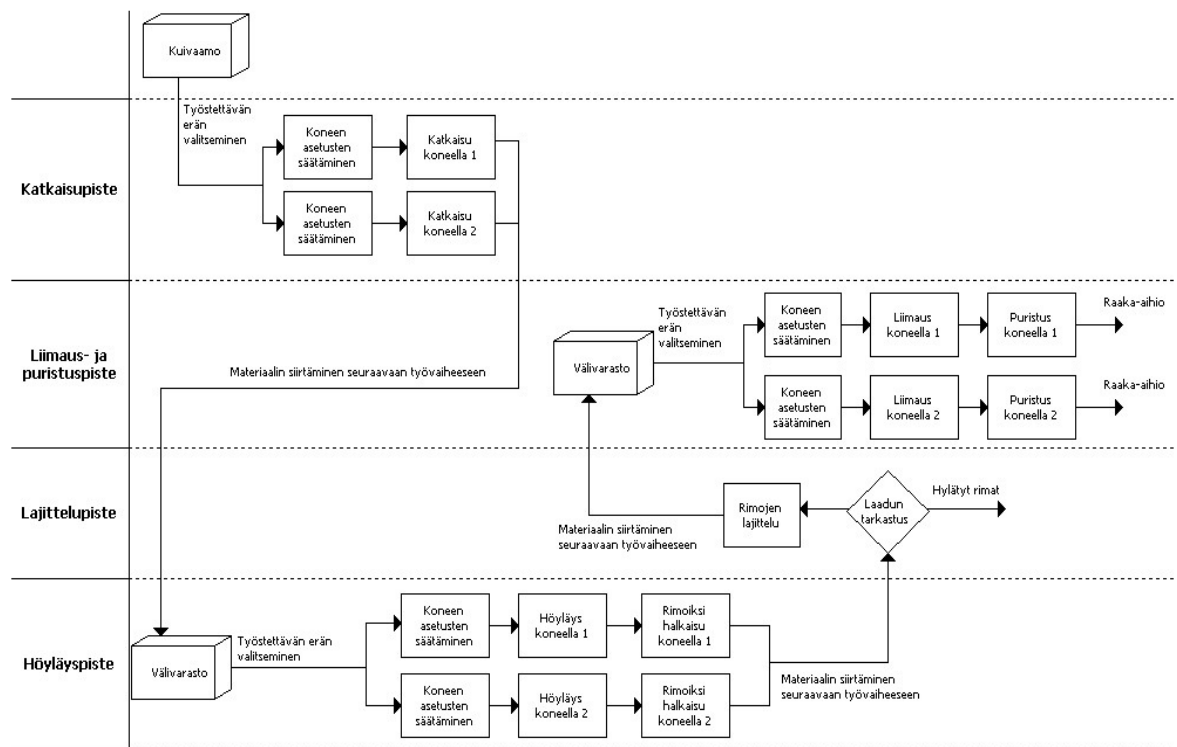 Kuivaamo
Työstettävän
erän
valitseminen
Katkaisupiste
Koneen
asetusten
säätäminen
Katkaisu
koneella 1
Koneen
asetusten
säätäminen
Katkaisu
koneella 2
Liimaus- ja
puristuspiste
Materiaalin siirtäminen seuraavaan työvaiheeseen
Välivarasto
Työstettävän
erän
valitseminen
Koneen
asetusten
säätäminen
Liimaus
koneella 1
Puristus
koneella 1
Raaka-aihio
Koneen
asetusten
säätäminen
Liimaus
koneella 2
Puristus
koneella 2
Raaka-aihio
Lajittelupiste
Materiaalin siirtäminen
seuraavaan työvaiheeseen
Rimojen
lajittelu
Laadun
tarkastus
Hylätyt rimat
Höyläyspiste
Välivarasto
Työstettävän erän
valitseminen
Koneen
asetusten
säätäminen
Höyläys
koneella 1
Rimoiksi
halkaisu
koneella 1
Koneen
asetusten
säätäminen
Höyläys
koneella 2
Rimoiksi
halkaisu
koneella 2
Materiaalin siirtäminen
seuraavaan työvaiheeseen